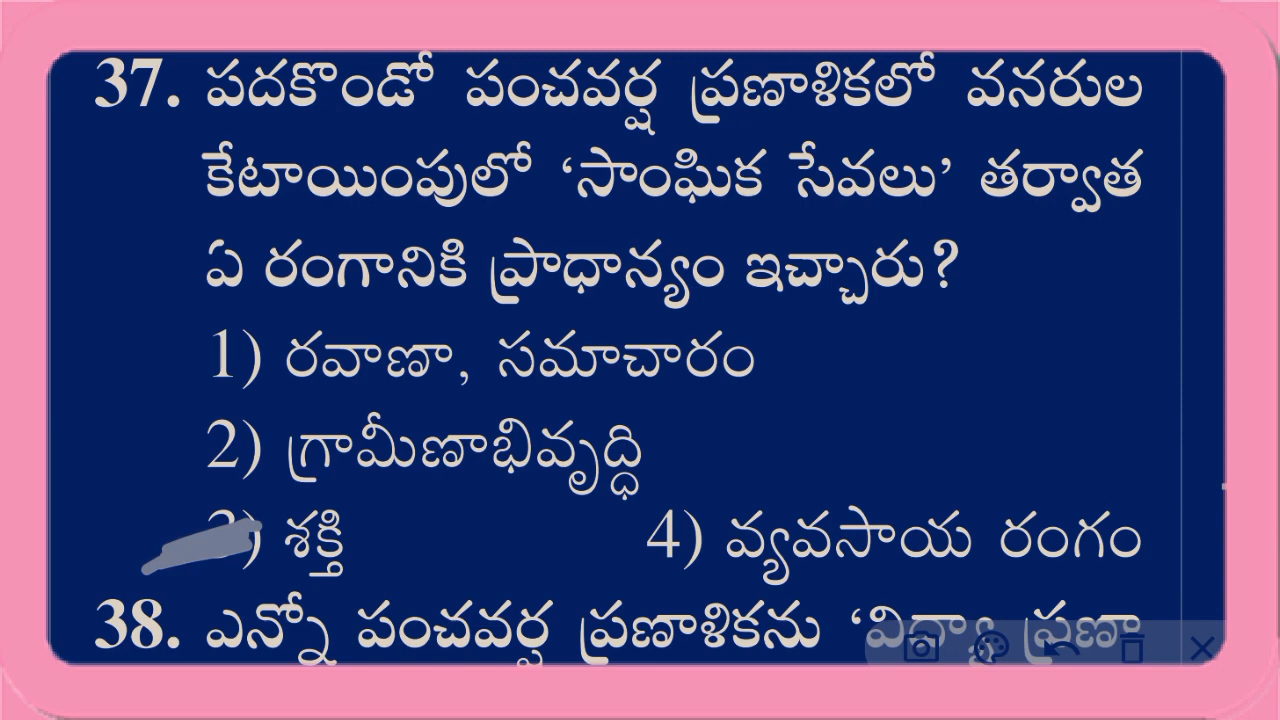 37. పదకొండో పంచవర్ష ప్రణాళికలో వనరుల
కేటాయింపులో ‘సాంఘిక సేవలు’ తర్వాత
ఏ రంగానికి ప్రాధాన్యం ఇచ్చారు?
1) రవాణా, సమాచారం
2) గ్రామీణాభివృద్ధి
3) శక్తి 4) వ్యవసాయ రంగం
38. ఎన్నో పంచవర్ష ప్రణాళికను ‘విద్యా ప్రణా